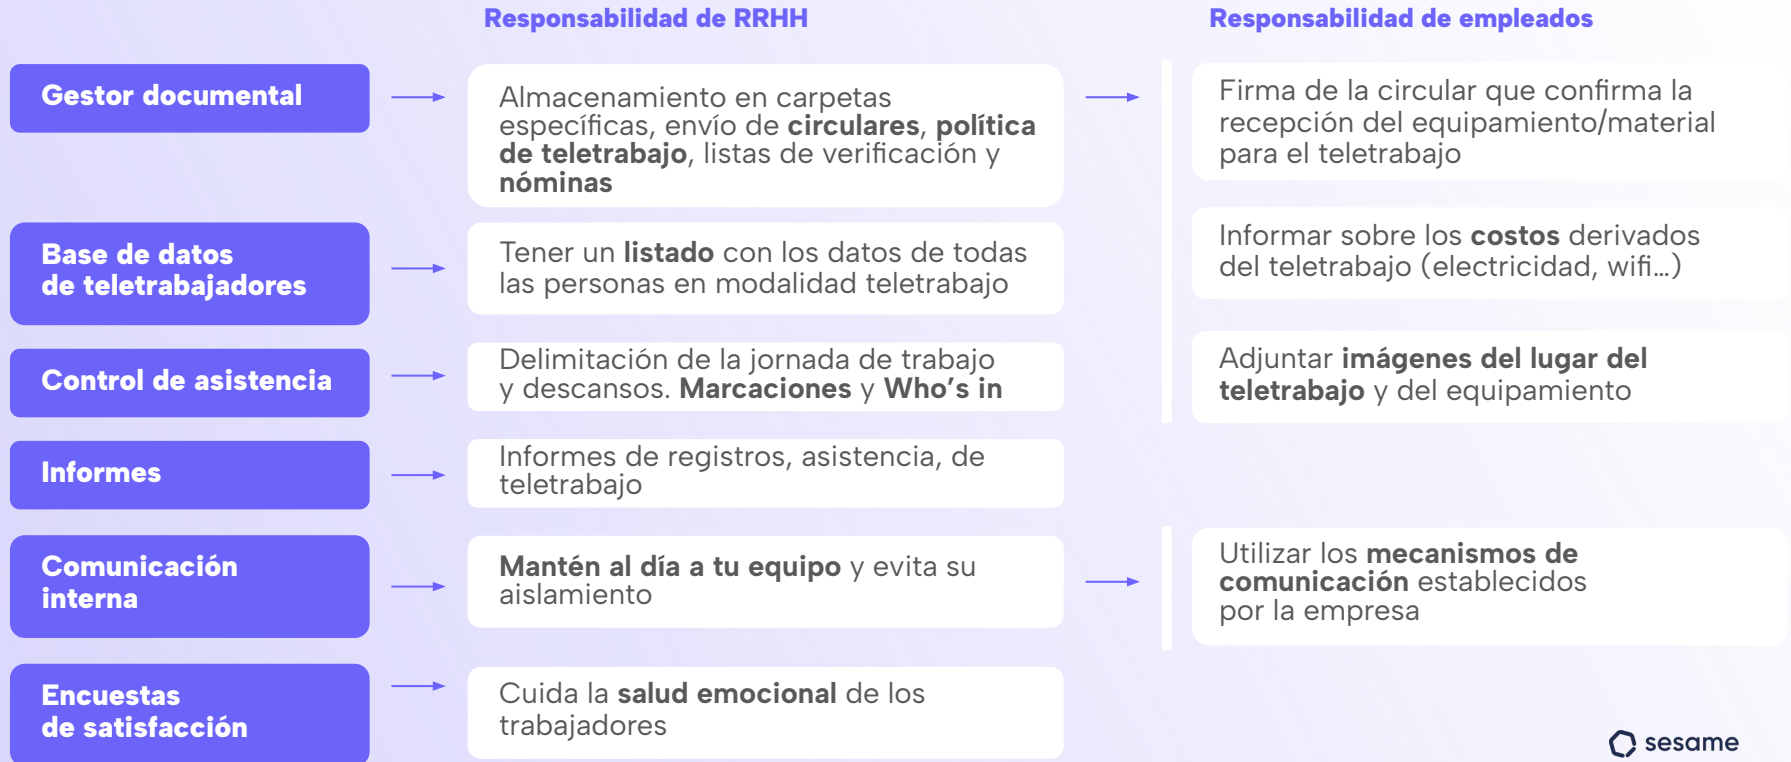 Responsabilidad de RRHH
Responsabilidad de empleados
Gestor documental
Almacenamiento en carpetas
específicas, envío de circulares, política
de teletrabajo, listas de verificación y
nóminas
Firma de la circular que confirma la
recepción del equipamiento/material
para el teletrabajo
Base de datos
de teletrabajadores
Tener un listado con los datos de todas
las personas en modalidad teletrabajo
Informar sobre los costos derivados
del teletrabajo (electricidad, wifi...)
Control de asistencia
Delimitación de la jornada de trabajo
y descansos. Marcaciones y Who's in
Adjuntar imágenes del lugar del
teletrabajo y del equipamiento
Informes
Informes de registros, asistencia, de
teletrabajo
Comunicación
interna
Mantén al día a tu equipo y evita su
aislamiento
Utilizar los mecanismos de
comunicación establecidos
por la empresa
Encuestas
de satisfacción
Cuida la salud emocional de los
trabajadores
sesame